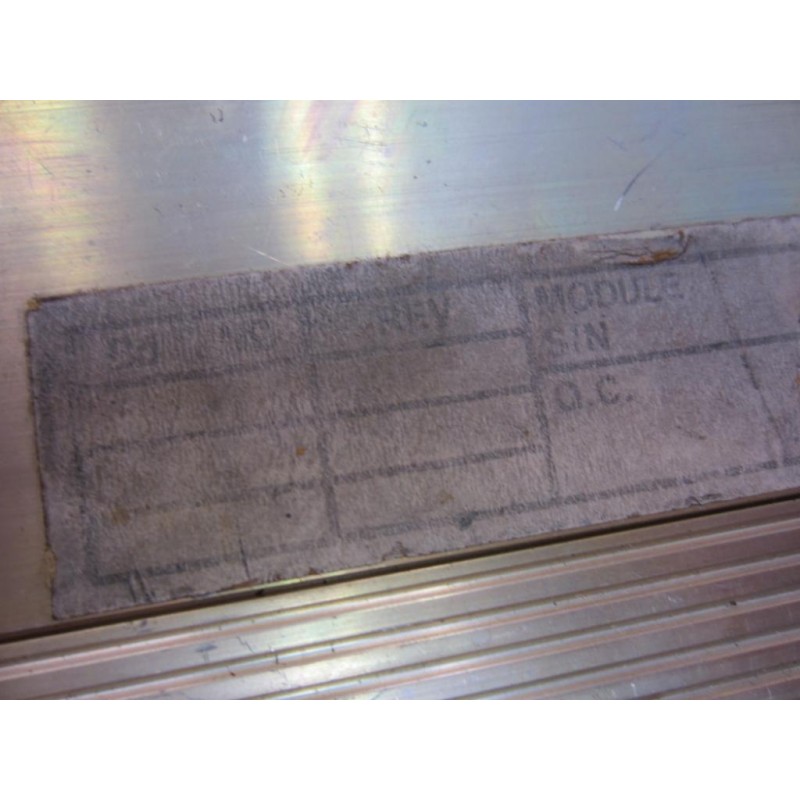 REV
MODULE
S/N
Q.C.